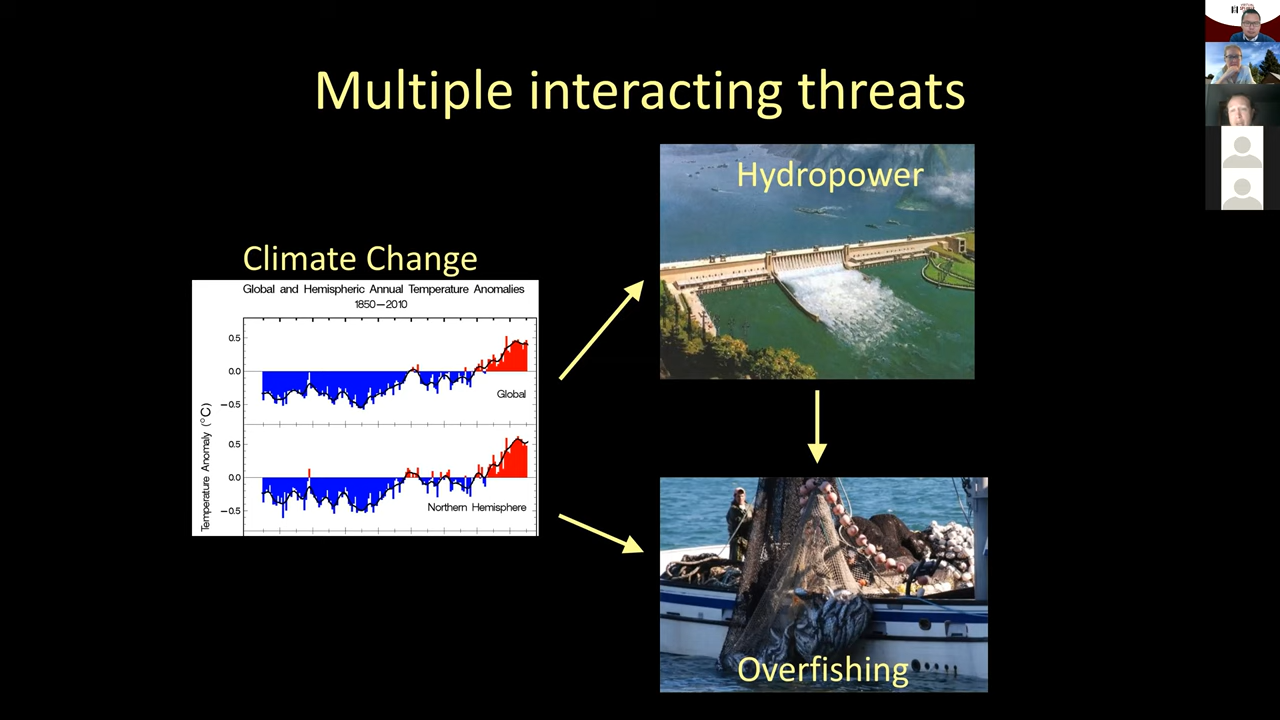 Multiple interacting threats
Hydropower
Climate Change
Global and Hemispheric Annual Temperature Anomalies
1850—2010
0.5
0.0
Global
−0.5
Temperature Anomaly (°C)
0.5
0.0
Northern Hemisphere
−0.5
Overfishing